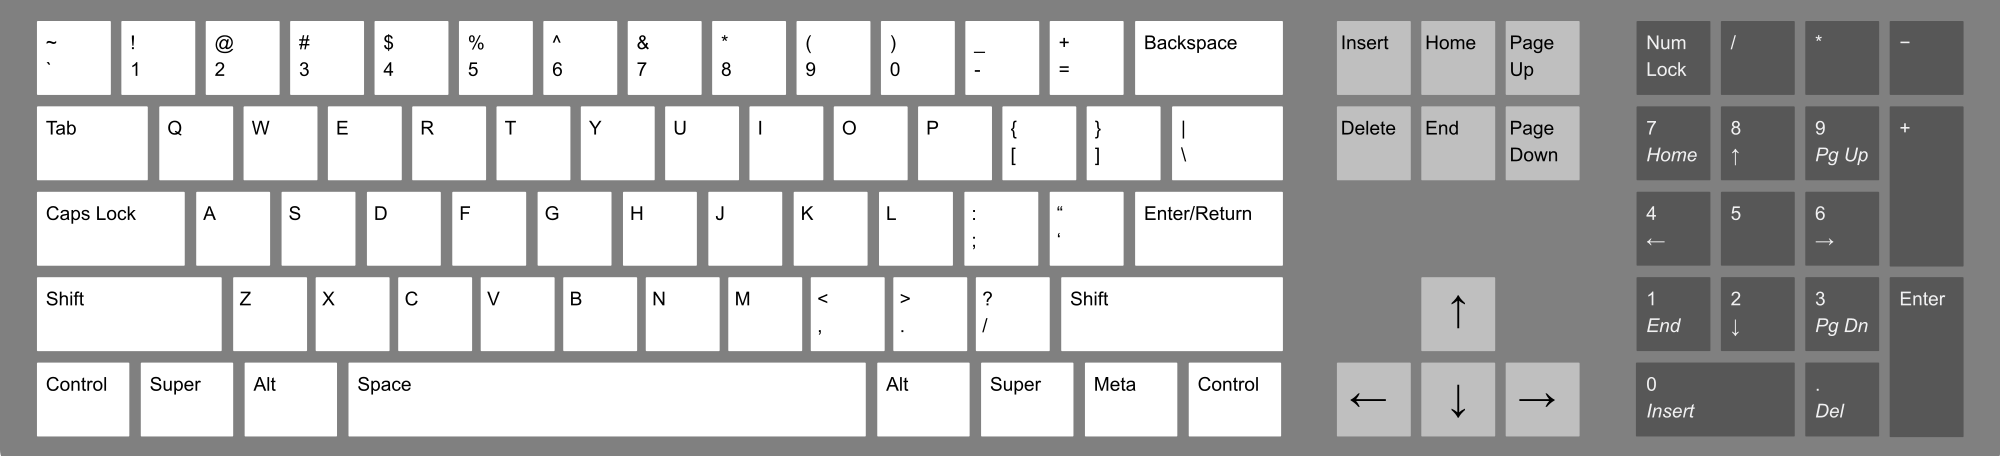 ~ ! @ # $ % ^ & * ( ) _ + Backspace Insert Home Page Num / * −
` 1 2 3 4 5 6 7 8 9 0 - = Up Lock
Tab Q W E R T Y U I O P { } | Delete End Page 7 8 9 +
[ ] \ Down Home ↑ Pg Up
Caps Lock A S D F G H J K L : “ Enter/Return 4 5 6
; ‘ ← →
Shift Z X C V B N M < > ? Shift ↑ 1 2 3 Enter
, . / End ↓ Pg Dn
Control Super Alt Space Alt Super Meta Control ← ↓ → 0 .
Insert Del